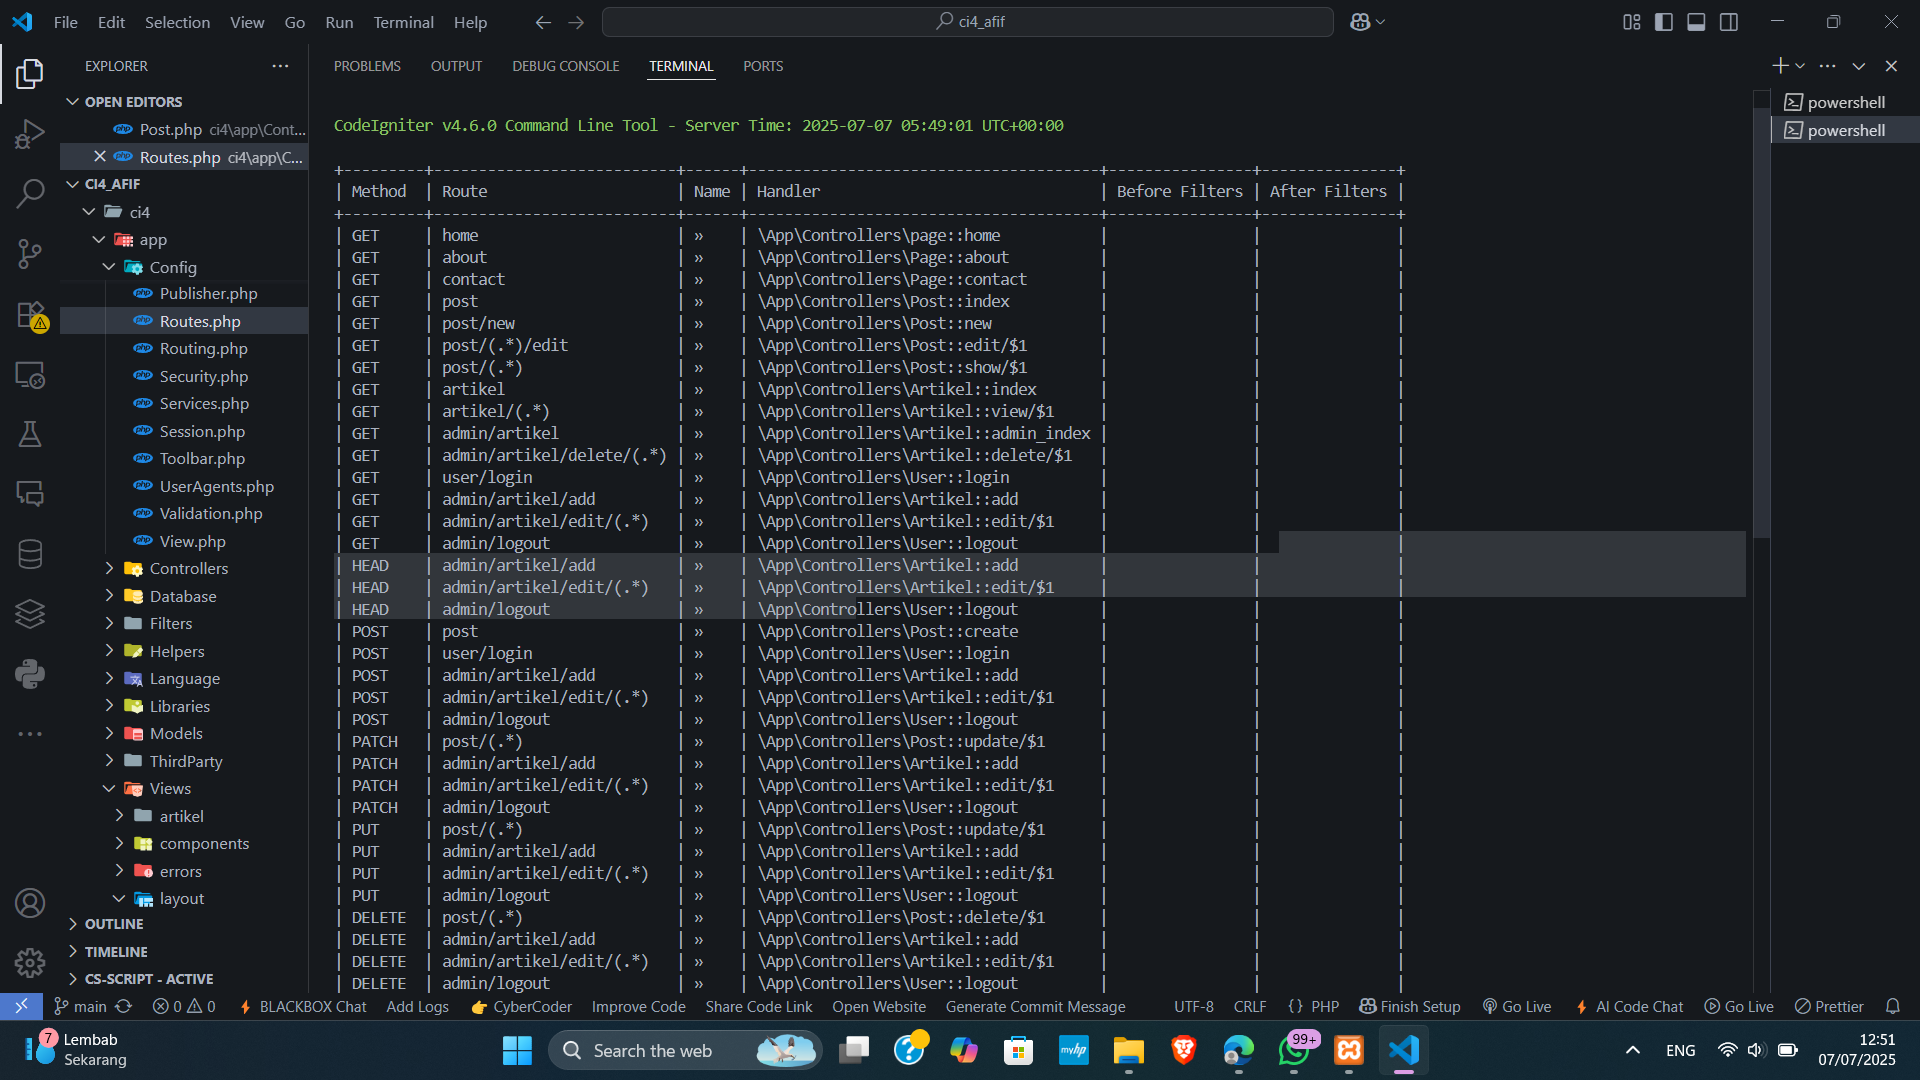 File Edit Selection View Go Run Terminal Help
ci4_afif
EXPLORER
OPEN EDITORS
Post.php ci4\app\Cont...
Routes.php ci4\app\C...
CI4_AFIF
ci4
app
Config
Publisher.php
Routes.php
Routing.php
Security.php
Services.php
Session.php
Toolbar.php
UserAgents.php
Validation.php
View.php
Controllers
Database
Filters
Helpers
Language
Libraries
Models
ThirdParty
Views
artikel
components
errors
layout
OUTLINE
TIMELINE
CS-SCRIPT - ACTIVE
PROBLEMS OUTPUT DEBUG CONSOLE TERMINAL PORTS
powershell
powershell
CodeIgniter v4.6.0 Command Line Tool - Server Time: 2025-07-07 05:49:01 UTC+00:00
+---------+---------------------------+------+---------------------------------------+----------------+---------------+
| Method | Route | Name | Handler | Before Filters | After Filters |
+---------+---------------------------+------+---------------------------------------+----------------+---------------+
| GET | home | » | \App\Controllers\page::home | | |
| GET | about | » | \App\Controllers\Page::about | | |
| GET | contact | » | \App\Controllers\Page::contact | | |
| GET | post | » | \App\Controllers\Post::index | | |
| GET | post/new | » | \App\Controllers\Post::new | | |
| GET | post/(.*)/edit | » | \App\Controllers\Post::edit/$1 | | |
| GET | post/(.*) | » | \App\Controllers\Post::show/$1 | | |
| GET | artikel | » | \App\Controllers\Artikel::index | | |
| GET | artikel/(.*) | » | \App\Controllers\Artikel::view/$1 | | |
| GET | admin/artikel | » | \App\Controllers\Artikel::admin_index | | |
| GET | admin/artikel/delete/(.*) | » | \App\Controllers\Artikel::delete/$1 | | |
| GET | user/login | » | \App\Controllers\User::login | | |
| GET | admin/artikel/add | » | \App\Controllers\Artikel::add | | |
| GET | admin/artikel/edit/(.*) | » | \App\Controllers\Artikel::edit/$1 | | |
| GET | admin/logout | » | \App\Controllers\User::logout | | |
| HEAD | admin/artikel/add | » | \App\Controllers\Artikel::add | | |
| HEAD | admin/artikel/edit/(.*) | » | \App\Controllers\Artikel::edit/$1 | | |
| HEAD | admin/logout | » | \App\Controllers\User::logout | | |
| POST | post | » | \App\Controllers\Post::create | | |
| POST | user/login | » | \App\Controllers\User::login | | |
| POST | admin/artikel/add | » | \App\Controllers\Artikel::add | | |
| POST | admin/artikel/edit/(.*) | » | \App\Controllers\Artikel::edit/$1 | | |
| POST | admin/logout | » | \App\Controllers\User::logout | | |
| PATCH | post/(.*) | » | \App\Controllers\Post::update/$1 | | |
| PATCH | admin/artikel/add | » | \App\Controllers\Artikel::add | | |
| PATCH | admin/artikel/edit/(.*) | » | \App\Controllers\Artikel::edit/$1 | | |
| PATCH | admin/logout | » | \App\Controllers\User::logout | | |
| PUT | post/(.*) | » | \App\Controllers\Post::update/$1 | | |
| PUT | admin/artikel/add | » | \App\Controllers\Artikel::add | | |
| PUT | admin/artikel/edit/(.*) | » | \App\Controllers\Artikel::edit/$1 | | |
| PUT | admin/logout | » | \App\Controllers\User::logout | | |
| DELETE | post/(.*) | » | \App\Controllers\Post::delete/$1 | | |
| DELETE | admin/artikel/add | » | \App\Controllers\Artikel::add | | |
| DELETE | admin/artikel/edit/(.*) | » | \App\Controllers\Artikel::edit/$1 | | |
| DELETE | admin/logout | » | \App\Controllers\User::logout | | |
main 0 0 BLACKBOX Chat Add Logs CyberCoder Improve Code Share Code Link Open Website Generate Commit Message UTF-8 CRLF {} PHP Finish Setup Go Live AI Code Chat Go Live Prettier
7
Lembab
Sekarang
Search the web
myhp
99+
ENG
12:51
07/07/2025